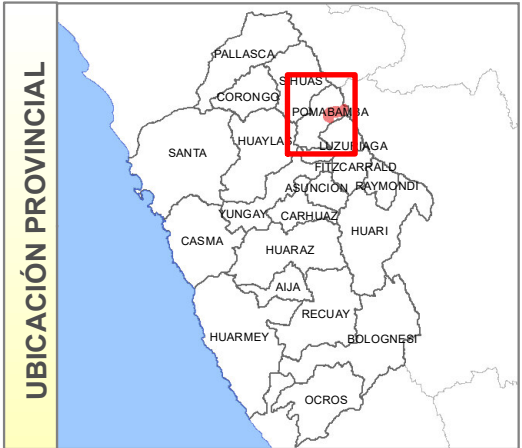 UBICACIÓN PROVINCIAL
PALLASCA
SIHUAS
CORONGO
POMABAMBA
HUAYLAS
SANTA
LUZURIAGA
FITZCARRALD
ASUNCIÓN
RAYMONDI
YUNGAY
CARHUAZ
HUARI
CASMA
HUARAZ
AIJA
RECUAY
HUARMEY
BOLOGNESI
OCROS